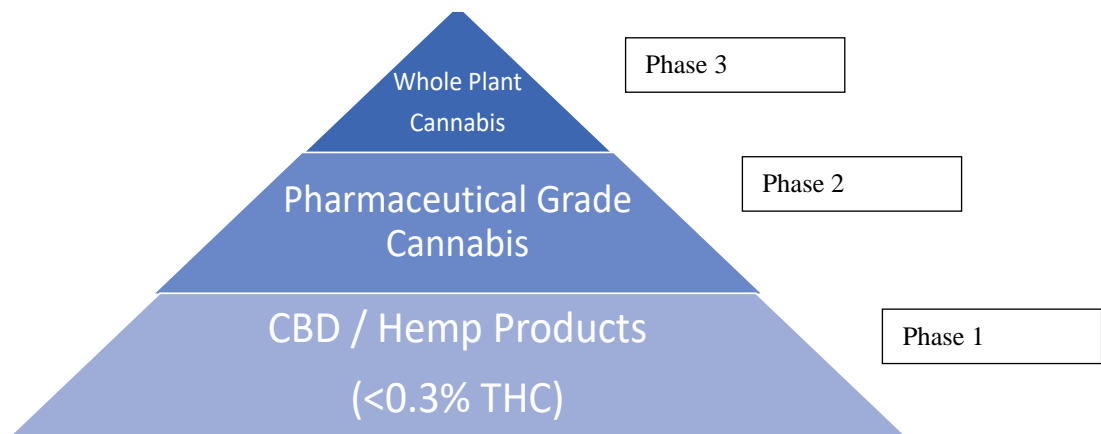 Whole Plant
Cannabis
Phase 3
Pharmaceutical Grade
Cannabis
Phase 2
CBD / Hemp Products
(<0.3% THC)
Phase 1